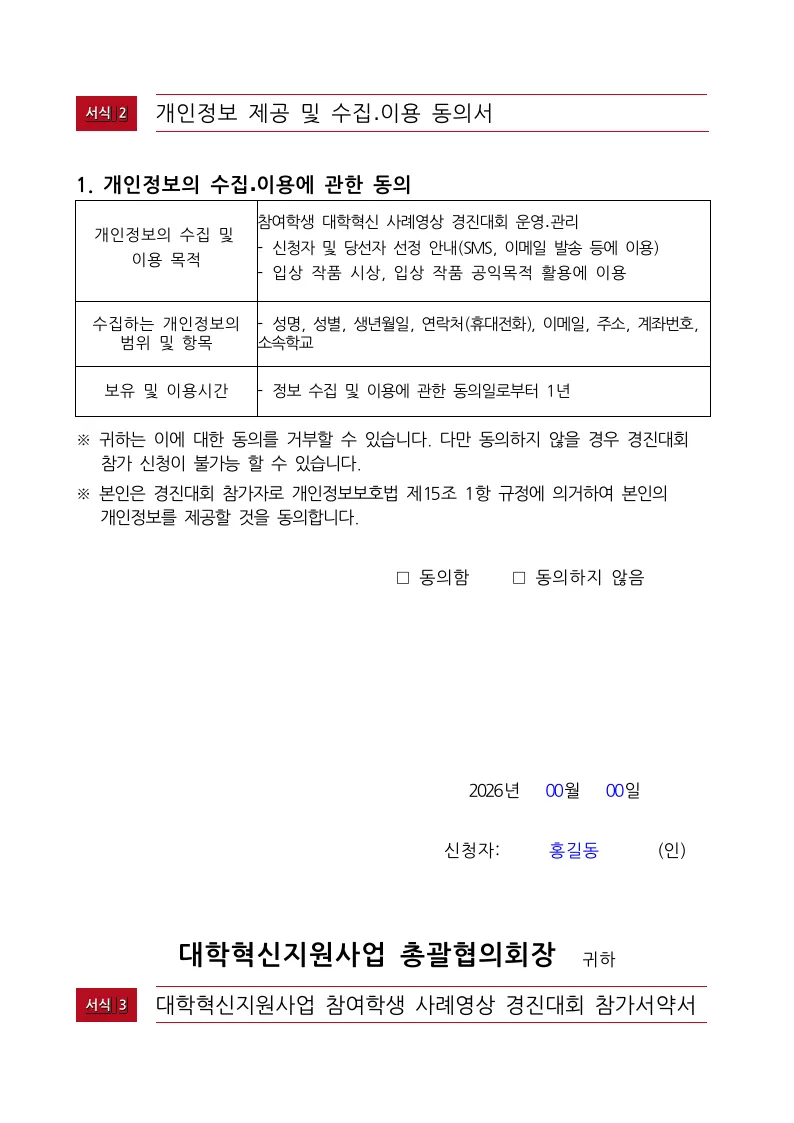 서식 2 개인정보 제공 및 수집.이용 동의서
1. 개인정보의 수집.이용에 관한 동의
개인정보의 수집 및
이용 목적
참여학생 대학혁신 사례영상 경진대회 운영.관리
- 신청자 및 당선자 선정 안내(SMS, 이메일 발송 등에 이용)
- 입상 작품 시상, 입상 작품 공익목적 활용에 이용
수집하는 개인정보의
범위 및 항목
- 성명, 성별, 생년월일, 연락처(휴대전화), 이메일, 주소, 계좌번호,
소속학교
보유 및 이용시간
- 정보 수집 및 이용에 관한 동의일로부터 1년
※ 귀하는 이에 대한 동의를 거부할 수 있습니다. 다만 동의하지 않을 경우 경진대회
참가 신청이 불가능 할 수 있습니다.
※ 본인은 경진대회 참가자로 개인정보보호법 제15조 1항 규정에 의거하여 본인의
개인정보를 제공할 것을 동의합니다.
□ 동의함 □ 동의하지 않음
2026년 00월 00일
신청자: 홍길동 (인)
대학혁신지원사업 총괄협의회장 귀하
서식 3 대학혁신지원사업 참여학생 사례영상 경진대회 참가서약서